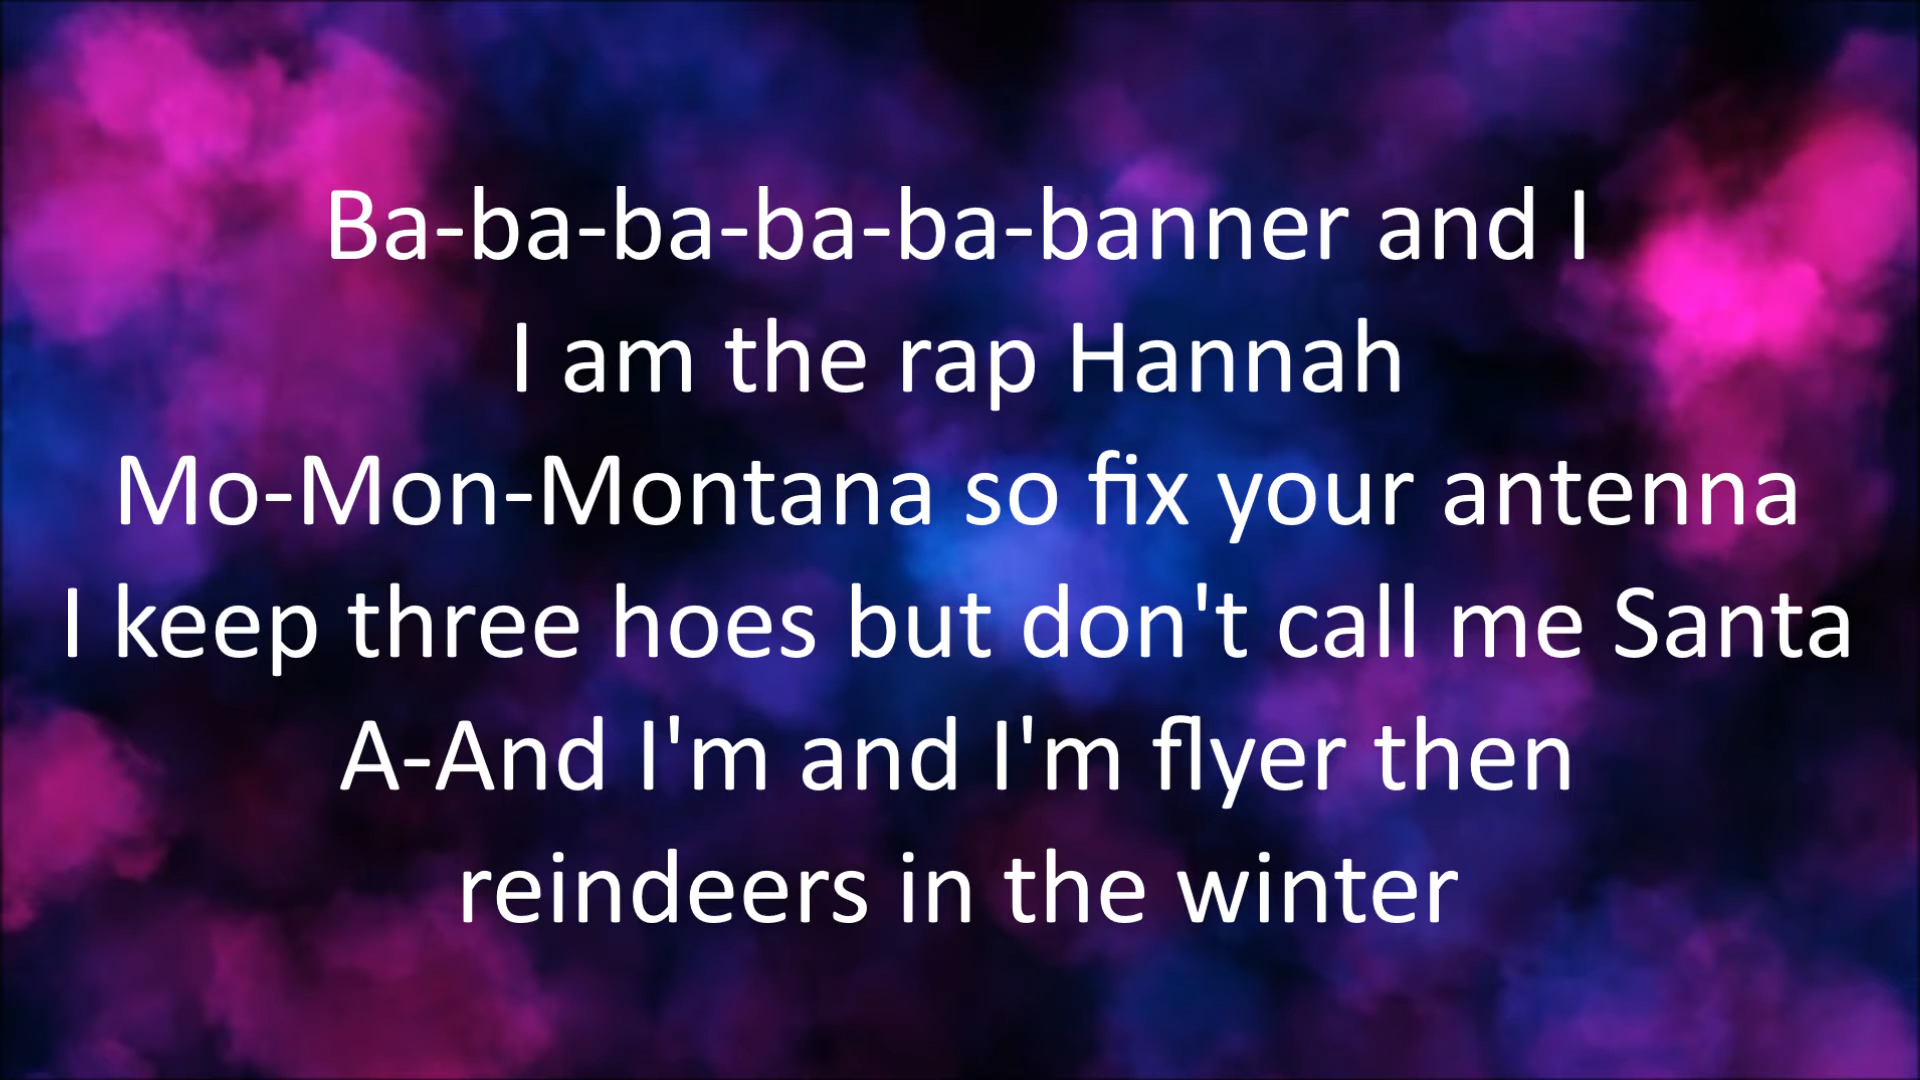 Ba-ba-ba-ba-ba-banner and I
I am the rap Hannah
Mo-Mon-Montana so fix your antenna
I keep three hoes but don't call me Santa
A-And I'm and I'm flyer then
reindeers in the winter